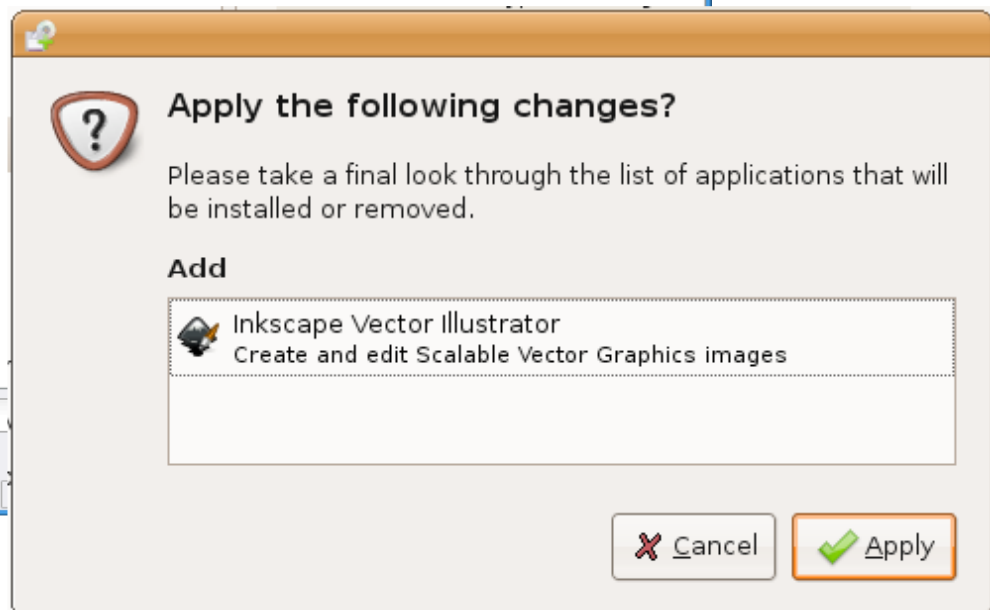 Apply the following changes?
Please take a final look through the list of applications that will
be installed or removed.
Add
Inkscape Vector Illustrator
Create and edit Scalable Vector Graphics images
Cancel
Apply